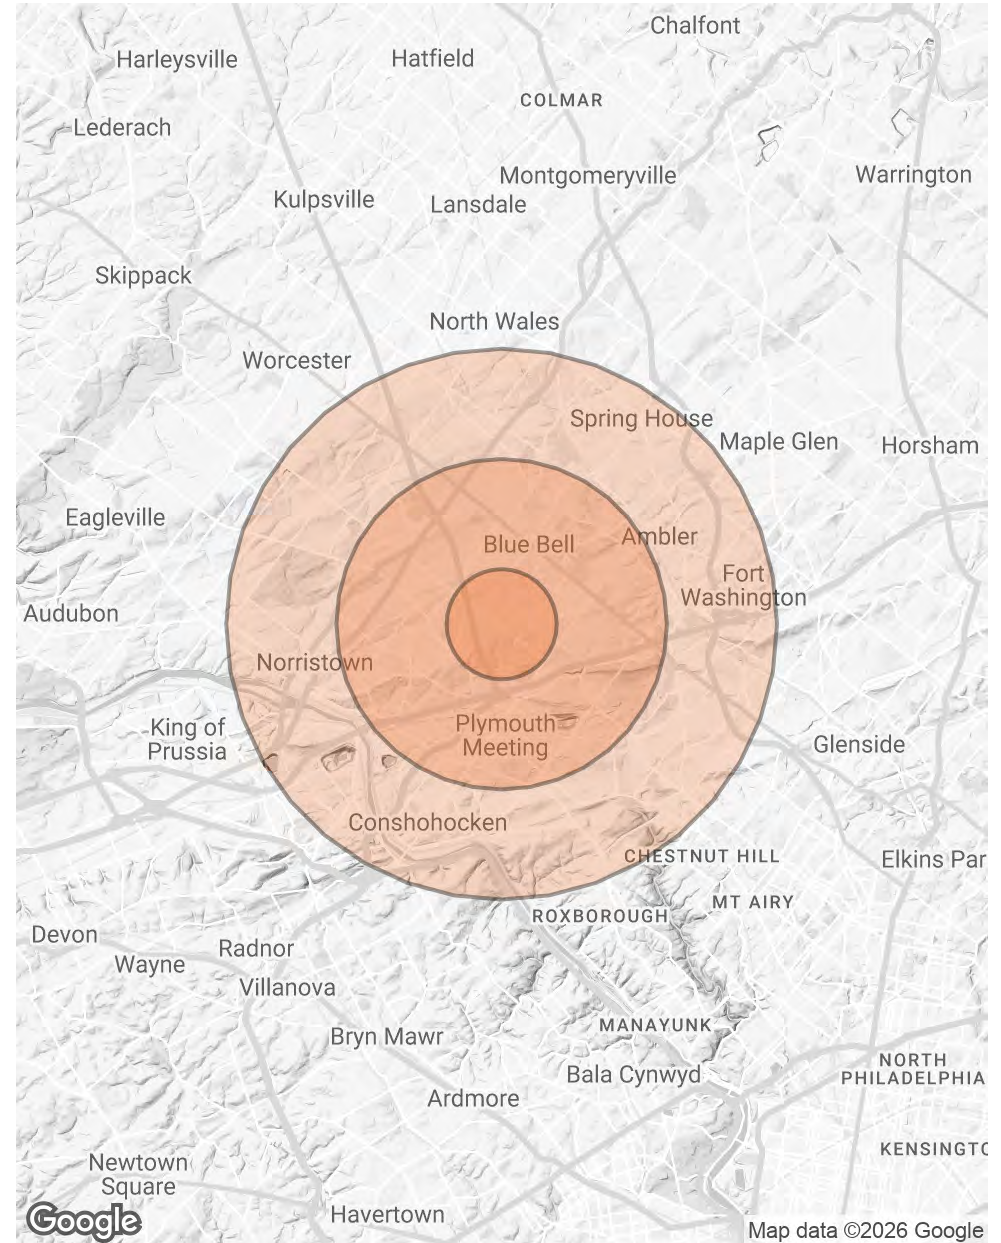 Chalfont
Harleysville
Hatfield
COLMAR
Lederach
Montgomeryville
Warrington
Kulpsville
Lansdale
Skippack
North Wales
Worcester
Spring House
Maple Glen
Horsham
Eagleville
Ambler
Blue Bell
Fort
Washington
Audubon
Norristown
King of
Prussia
Plymouth
Meeting
Glenside
Conshohocken
CHESTNUT HILL
Elkins Par
MT AIRY
ROXBOROUGH
Devon
Radnor
Wayne
Villanova
MANAYUNK
Bryn Mawr
NORTH
PHILADELPHIA
Bala Cynwyd
Ardmore
KENSINGTO
Newtown
Square
Havertown
Google
Map data ©2026 Google